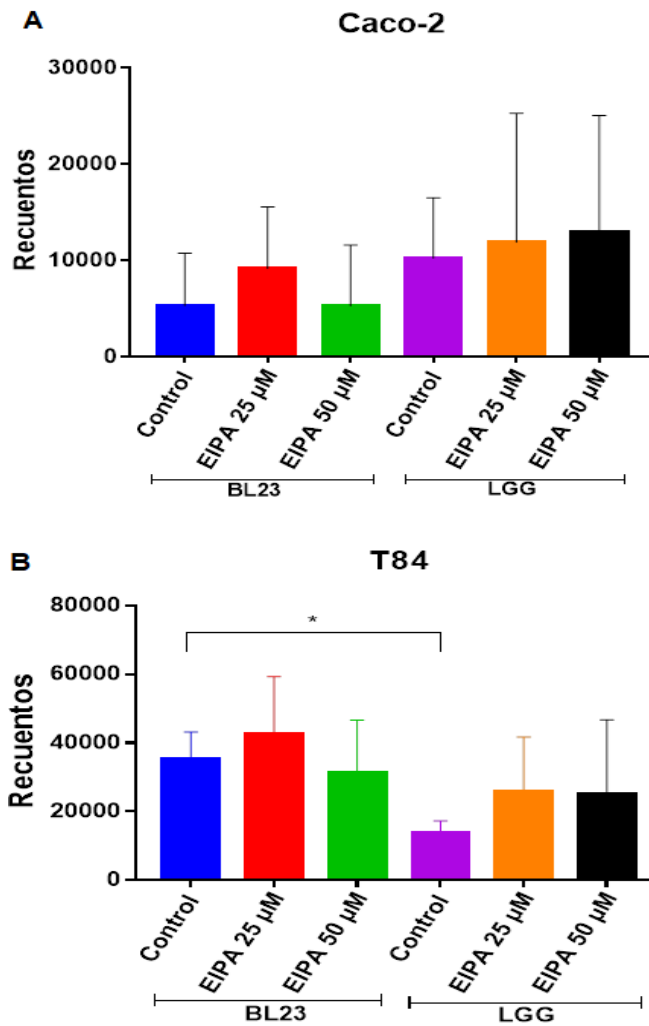 A
Caco-2
Recuentos
30000
20000
10000
0
Control
EIPA 25 µM
EIPA 50 µM
Control
EIPA 25 µM
EIPA 50 µM
BL23
LGG
B
T84
Recuentos
80000
60000
40000
20000
0
*
Control
EIPA 25 µM
EIPA 50 µM
Control
EIPA 25 µM
EIPA 50 µM
BL23
LGG